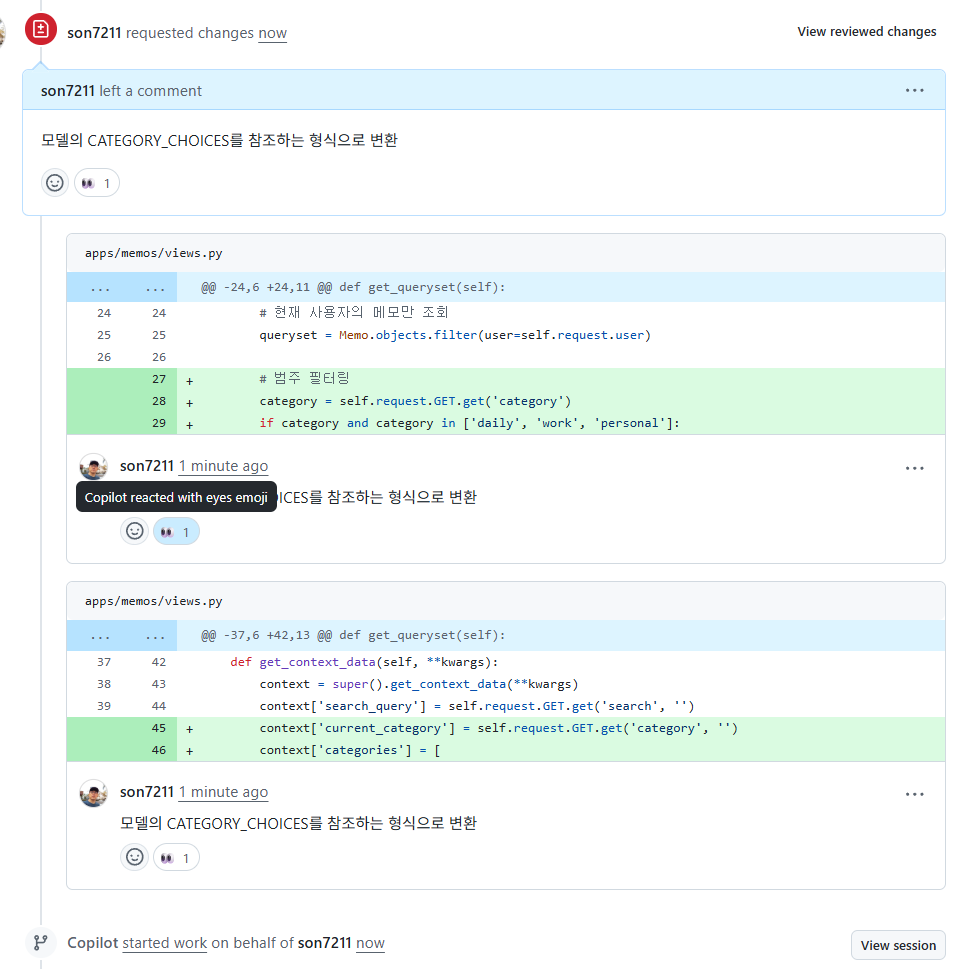 son7211 requested changes now
View reviewed changes
son7211 left a comment
...
모델의 CATEGORY_CHOICES를 참조하는 형식으로 변환
1
apps/memos/views.py
... ... @@ -24,6 +24,11 @@ def get_queryset(self):
24 24 # 현재 사용자의 메모만 조회
25 25 queryset = Memo.objects.filter(user=self.request.user)
26 26
27 + # 범주 필터링
28 + category = self.request.GET.get('category')
29 + if category and category in ['daily', 'work', 'personal']:
son7211 1 minute ago
...
Copilot reacted with eyes emoji
ICES를 참조하는 형식으로 변환
1
apps/memos/views.py
... ... @@ -37,6 +42,13 @@ def get_queryset(self):
37 42 def get_context_data(self, **kwargs):
38 43 context = super().get_context_data(**kwargs)
39 44 context['search_query'] = self.request.GET.get('search', '')
45 + context['current_category'] = self.request.GET.get('category', '')
46 + context['categories'] = [
son7211 1 minute ago
...
모델의 CATEGORY_CHOICES를 참조하는 형식으로 변환
1
Copilot started work on behalf of son7211 now
View session